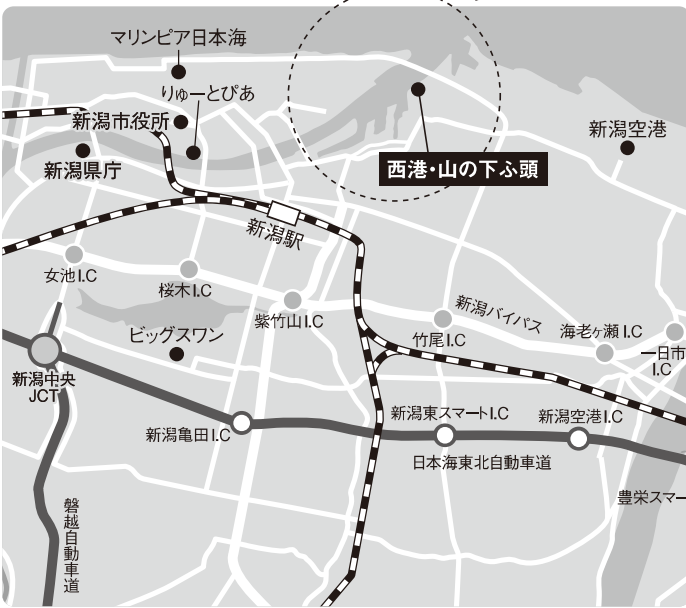 マリンピア日本海
りゅーとぴあ
新潟市役所
新潟県庁
西港・山の下ふ頭
新潟空港
新潟駅
女池I.C
桜木I.C
紫竹山I.C
新潟バイパス
竹尾I.C
海老ヶ瀬I.C
一日市
I.C
ビッグスワン
新潟中央
JCT
新潟亀田I.C
新潟東スマートI.C
新潟空港I.C
日本海東北自動車道
豊栄スマー
磐越自動車道